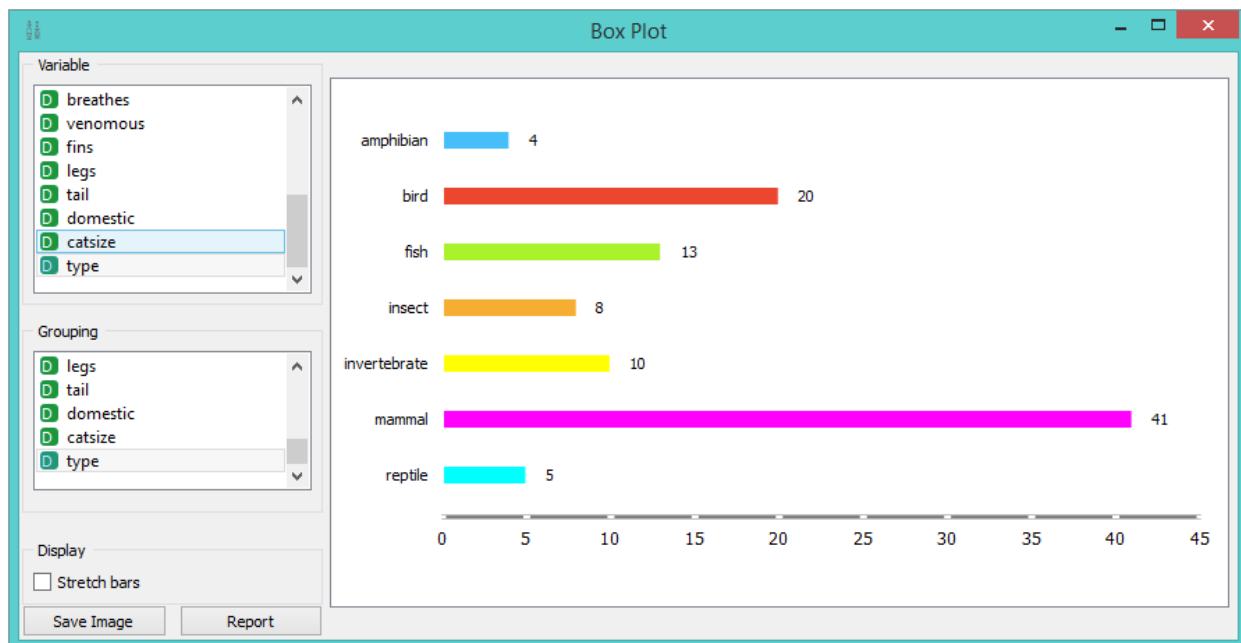 Box Plot
Variable
D breathes
D venomous
D fins
D legs
D tail
D domestic
D catsize
D type
Grouping
D legs
D tail
D domestic
D catsize
D type
Display
Stretch bars
Save Image
Report
amphibian 4
bird 20
fish 13
insect 8
invertebrate 10
mammal 41
reptile 5
0 5 10 15 20 25 30 35 40 45